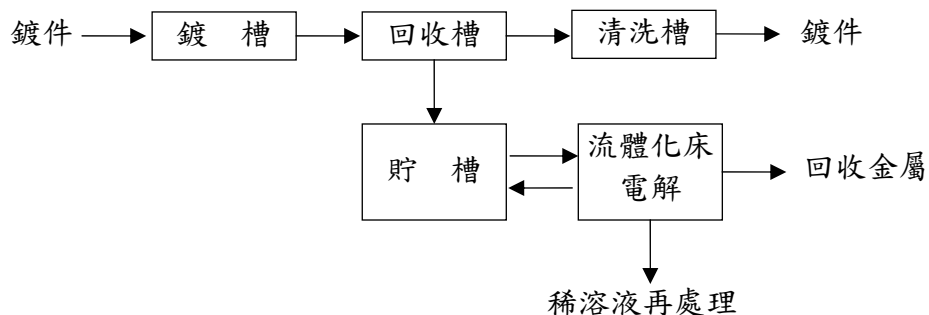 鍍件
鍍 槽
回收槽
清洗槽
鍍件
貯 槽
流體化床
電解
回收金屬
稀溶液再處理